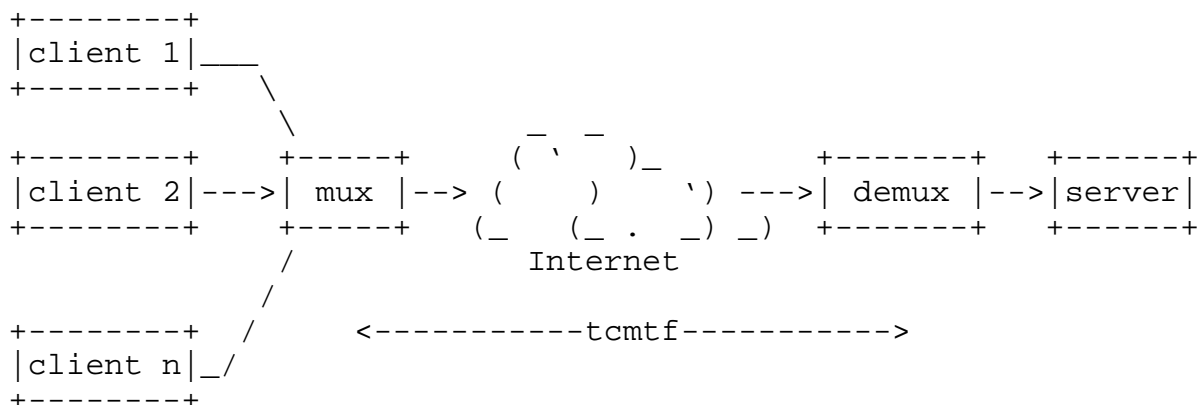 client 1
client 2 mux demux server
Internet
tcmtf
client n